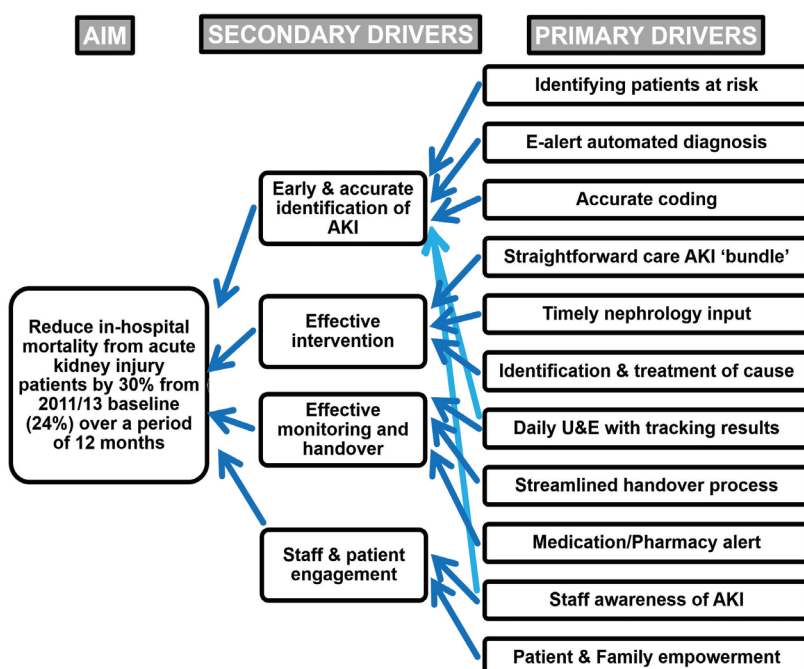 AIM
SECONDARY DRIVERS
PRIMARY DRIVERS
Reduce in-hospital
mortality from acute
kidney injury
patients by 30% from
2011/13 baseline
(24%) over a period
of 12 months
Early & accurate
identification of
AKI
Effective
intervention
Effective
monitoring and
handover
Staff & patient
engagement
Identifying patients at risk
E-alert automated diagnosis
Accurate coding
Straightforward care AKI ‘bundle’
Timely nephrology input
Identification & treatment of cause
Daily U&E with tracking results
Streamlined handover process
Medication/Pharmacy alert
Staff awareness of AKI
Patient & Family empowerment